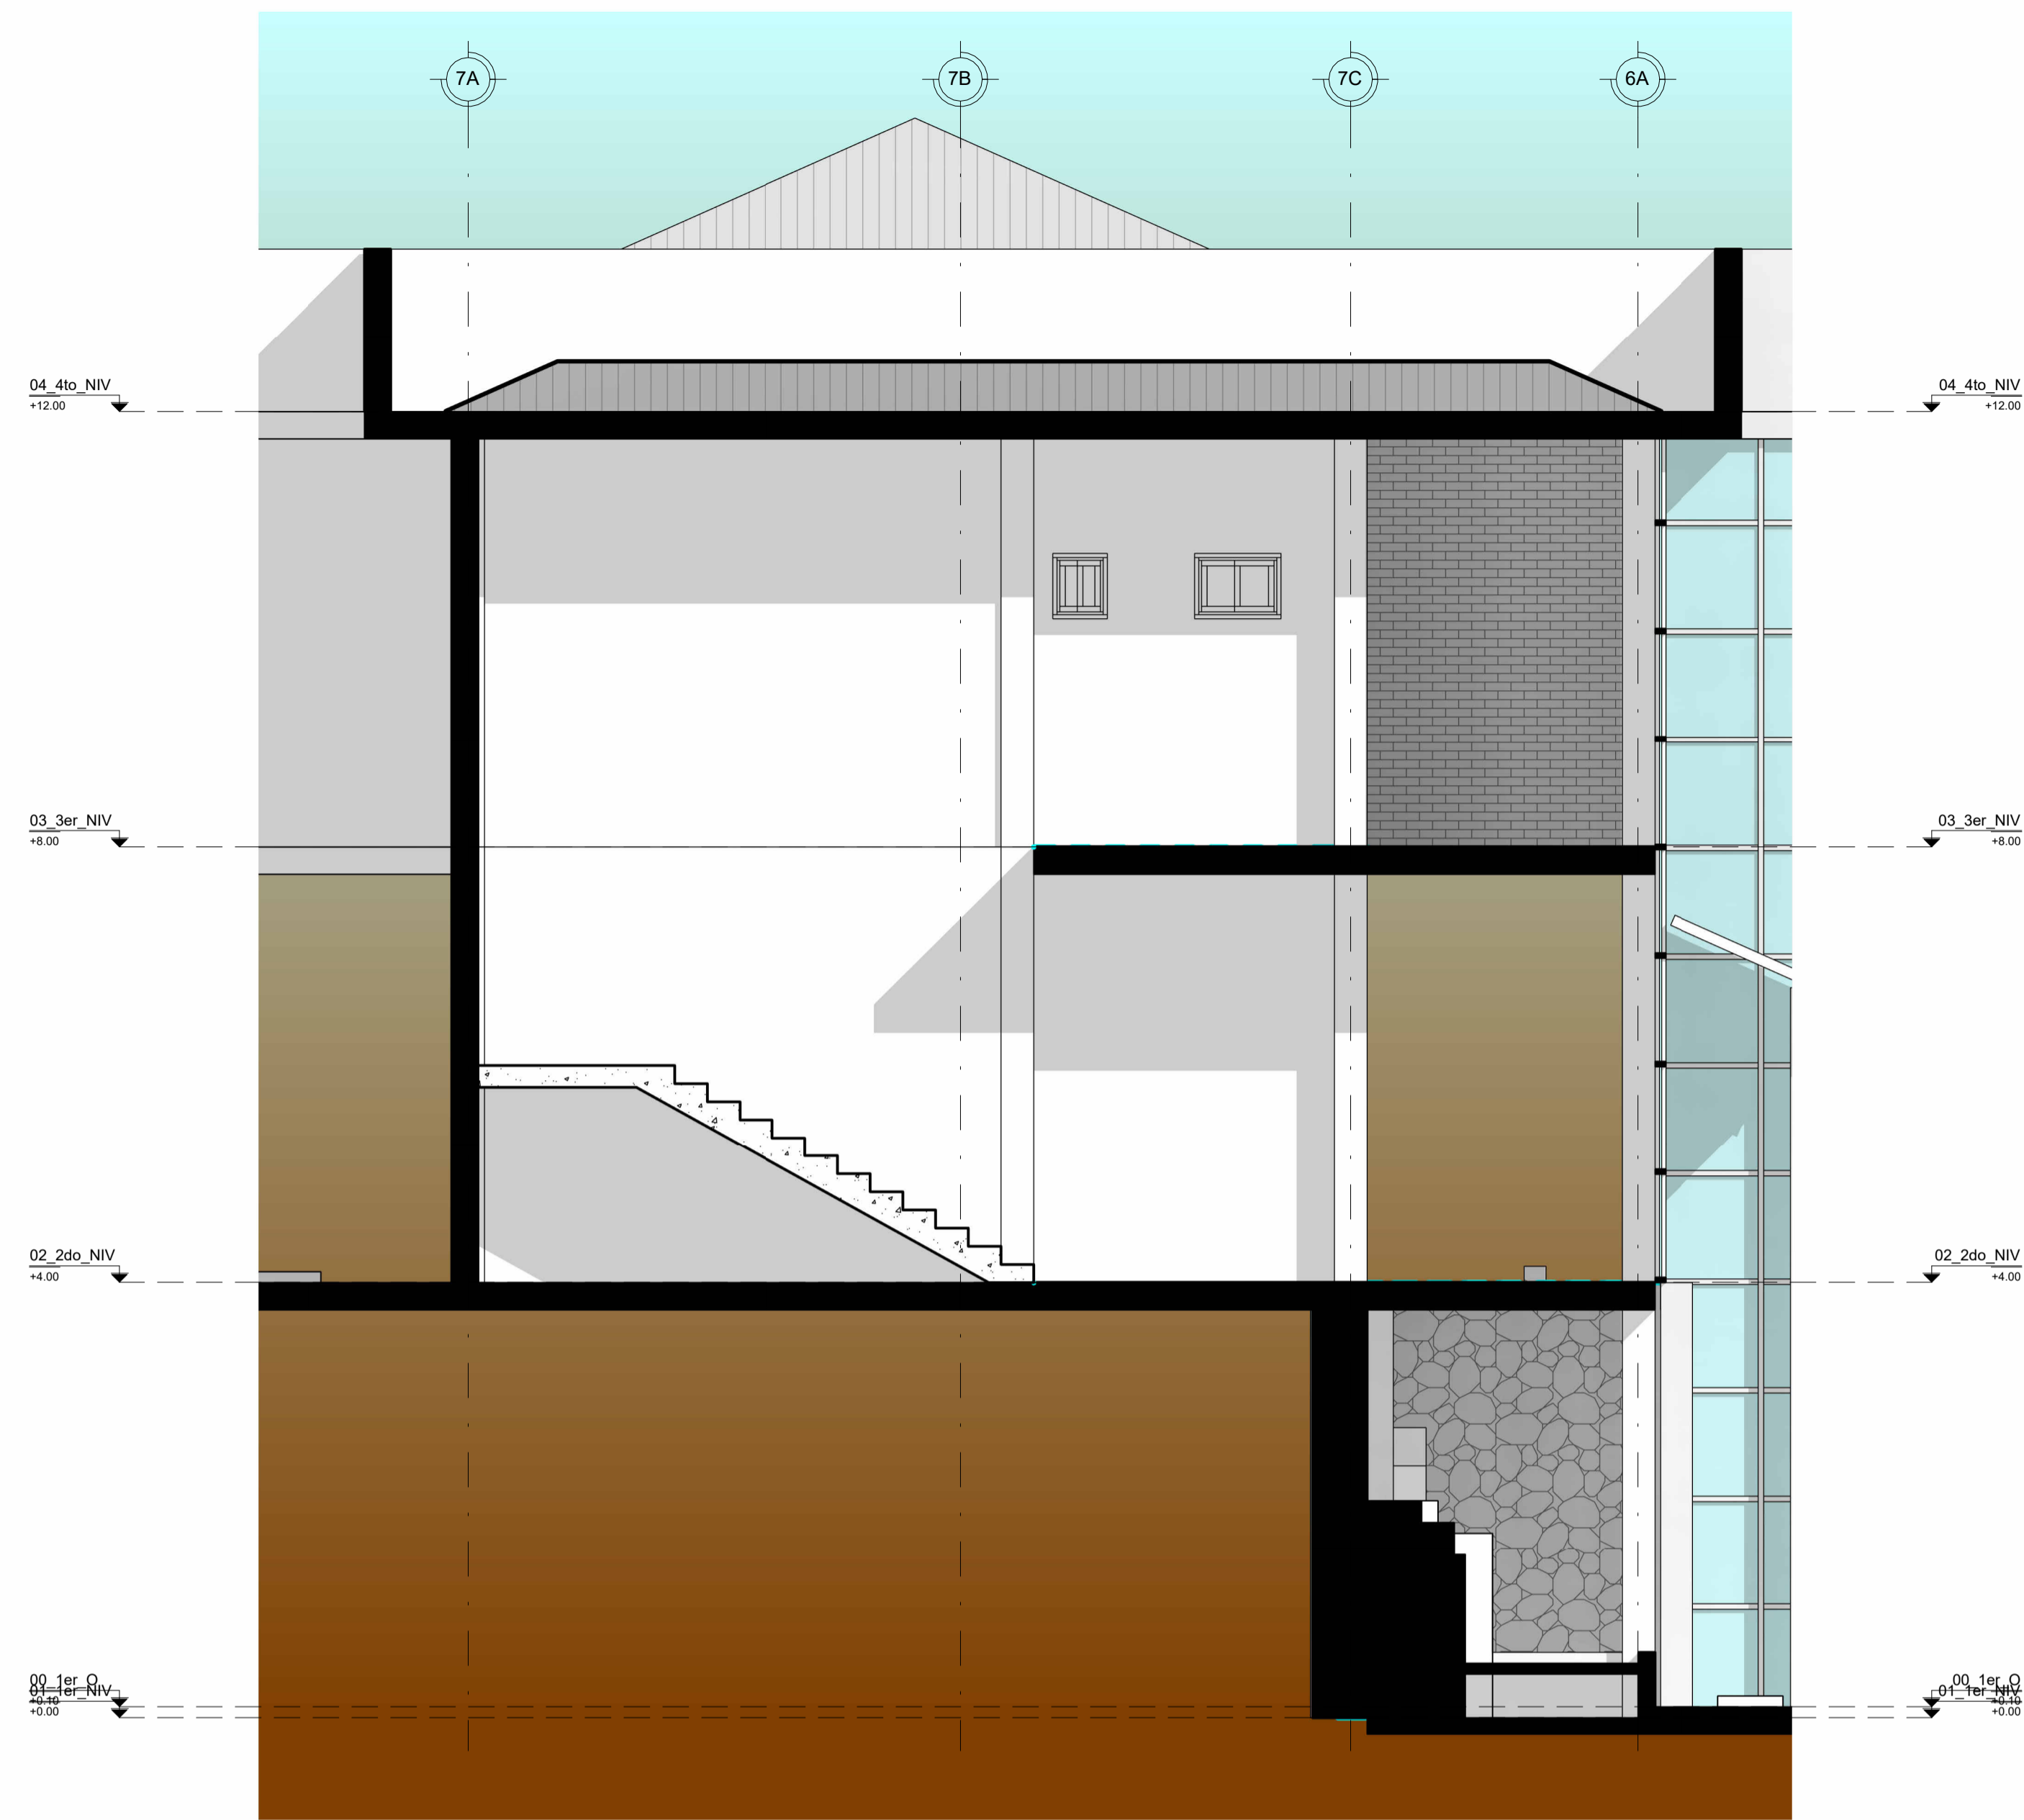 7A 7B 7C 6A
04_4to_NIV 04_4to_NIV
+12.00 +12.00
03_3er_NIV 03_3er_NIV
+8.00 +8.00
02_2do_NIV 02_2do_NIV
+4.00 +4.00
00_1er_O 00_1er_O
01_1er_NIV 01_1er_NIV
+0.10 +0.10
+0.00 +0.00